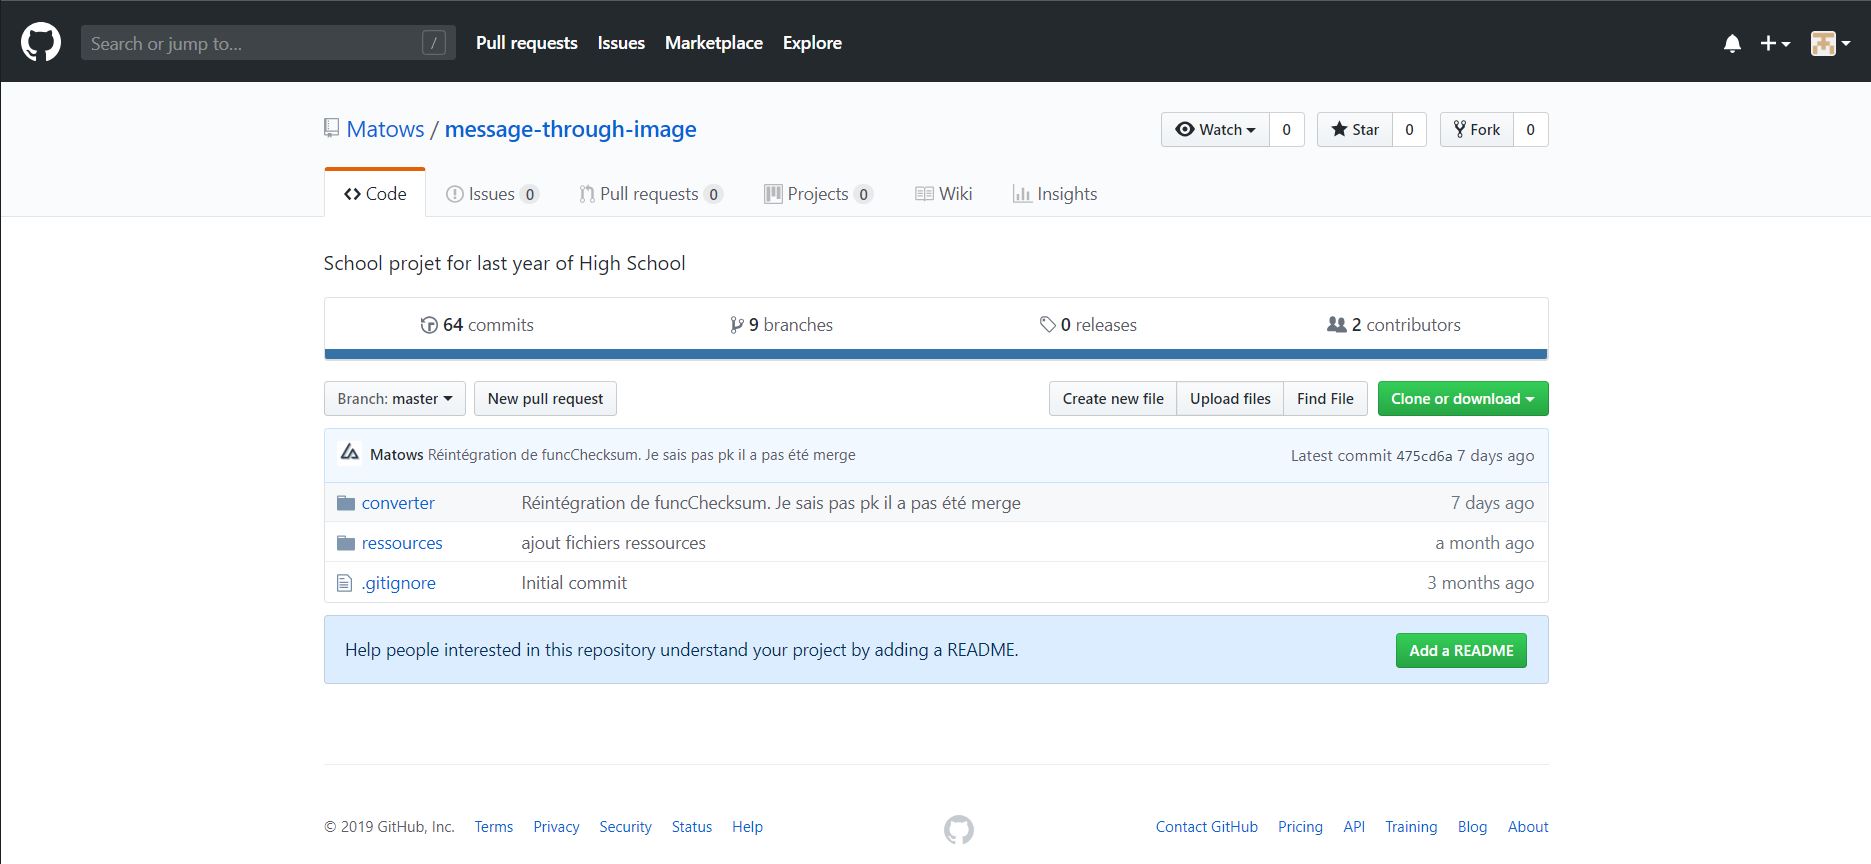 Search or jump to... /
Pull requests Issues Marketplace Explore
Matows / message-through-image
Watch 0 Star 0 Fork 0
Code Issues 0 Pull requests 0 Projects 0 Wiki Insights
School projet for last year of High School
64 commits 9 branches 0 releases 2 contributors
Branch: master New pull request Create new file Upload files Find File Clone or download
Matows Réintégration de funcChecksum. Je sais pas pk il a pas été merge Latest commit 475cd6a 7 days ago
converter Réintégration de funcChecksum. Je sais pas pk il a pas été merge 7 days ago
ressources ajout fichiers ressources a month ago
.gitignore Initial commit 3 months ago
Help people interested in this repository understand your project by adding a README. Add a README
© 2019 GitHub, Inc. Terms Privacy Security Status Help Contact GitHub Pricing API Training Blog About